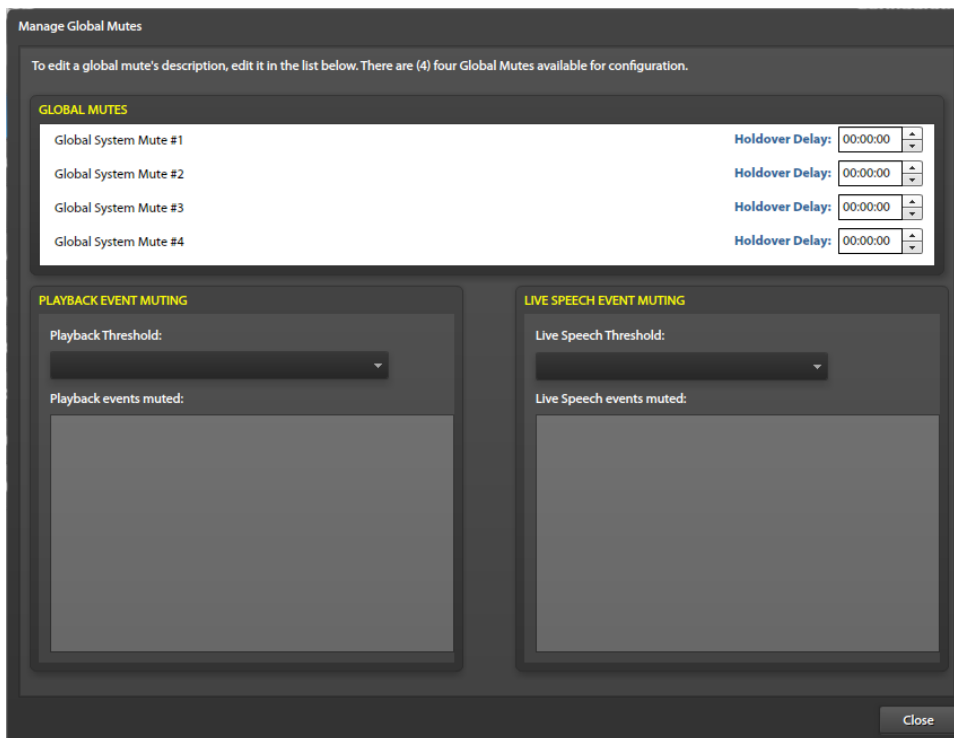 Manage Global Mutes
To edit a global mute's description, edit it in the list below. There are (4) four Global Mutes available for configuration.
GLOBAL MUTES
Global System Mute #1 Holdover Delay: 00:00:00
Global System Mute #2 Holdover Delay: 00:00:00
Global System Mute #3 Holdover Delay: 00:00:00
Global System Mute #4 Holdover Delay: 00:00:00
PLAYBACK EVENT MUTING
Playback Threshold:
Playback events muted:
LIVE SPEECH EVENT MUTING
Live Speech Threshold:
Live Speech events muted:
Close